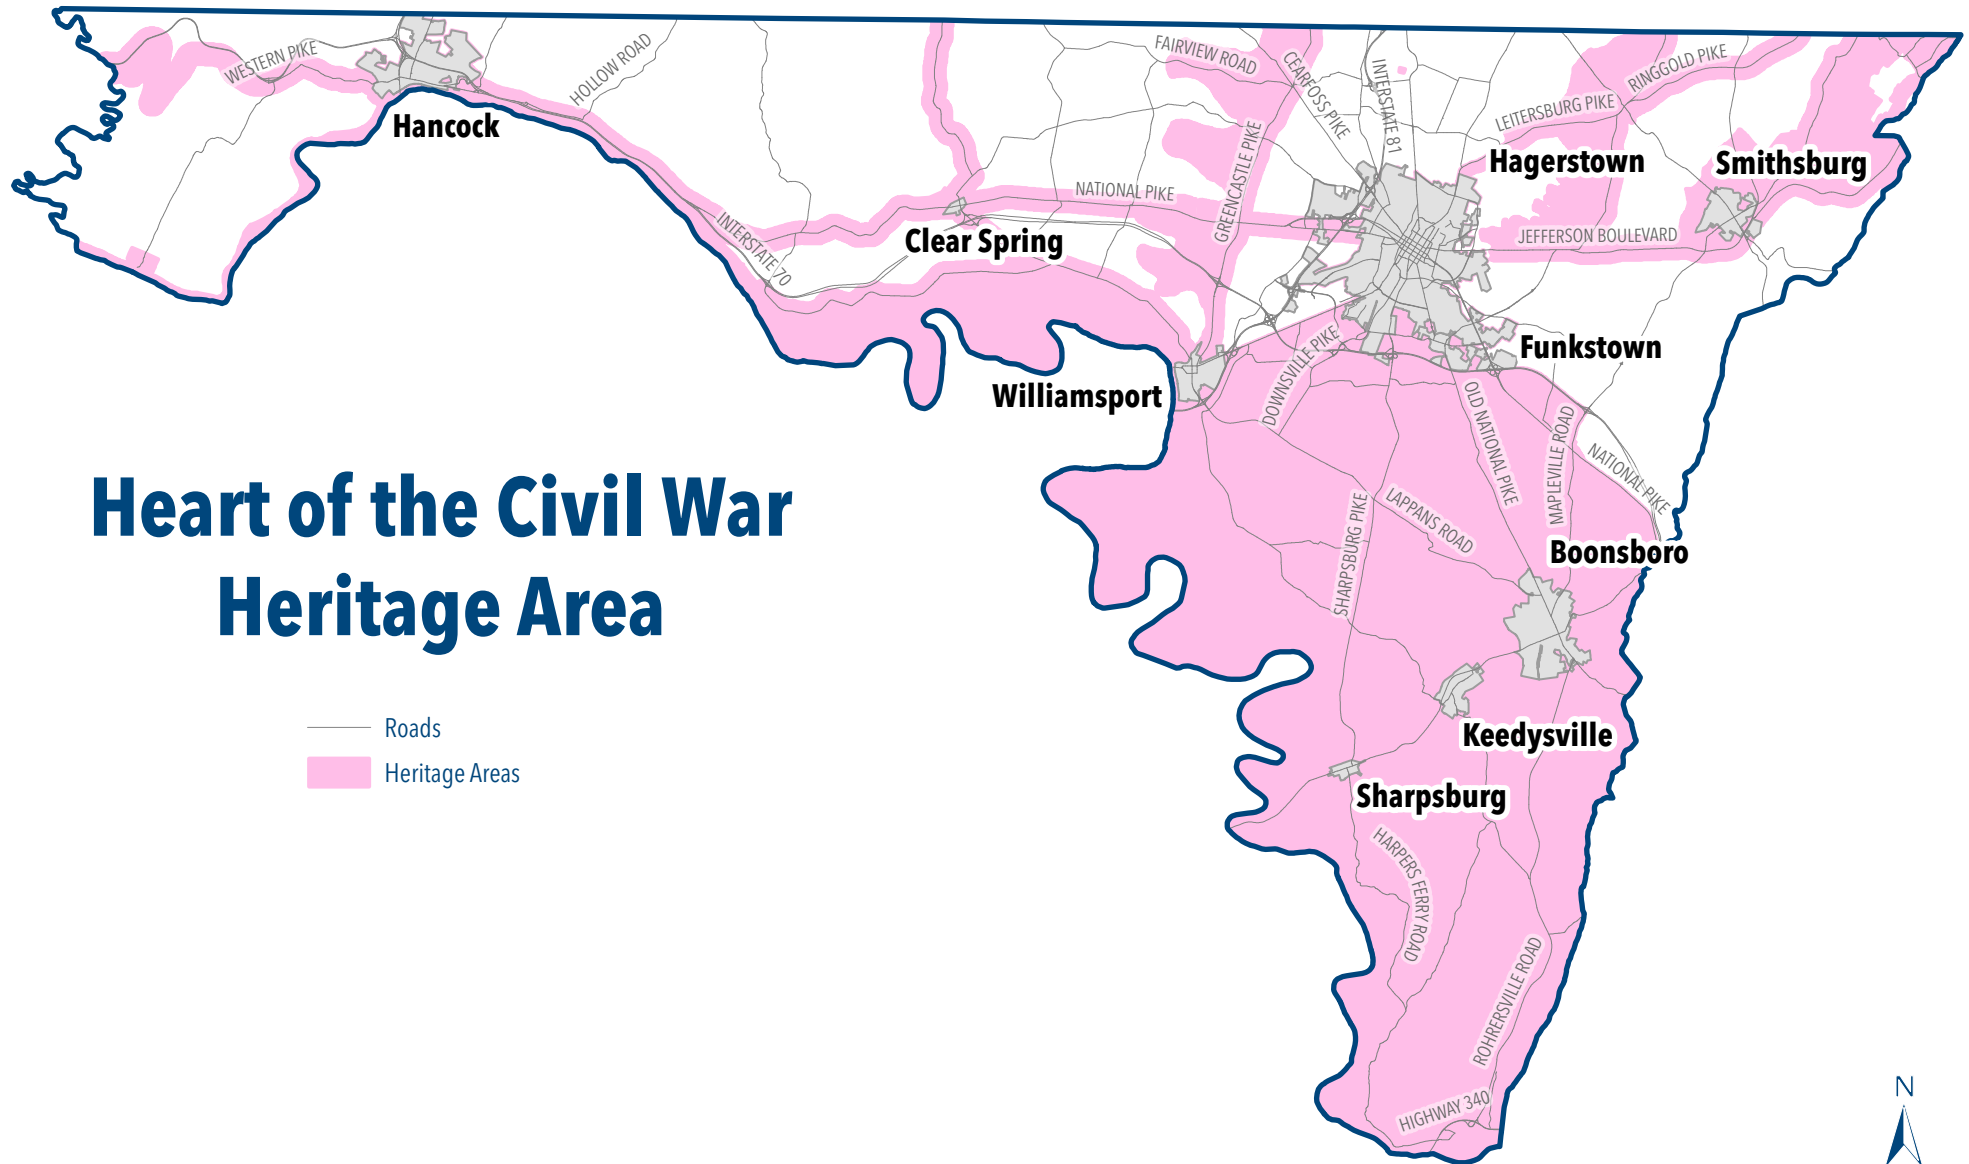 WESTERN PIKE
HOLLOW ROAD
Hancock
FAIRVIEW ROAD
CEARFOSS PIKE
INTERSTATE 81
LEITERSBURG PIKE
RINGGOLD PIKE
Hagerstown
Smithsburg
NATIONAL PIKE
GREENCASTLE PIKE
INTERSTATE 70
Clear Spring
JEFFERSON BOULEVARD
Funkstown
Williamsport
DOWNSVILLE PIKE
OLD NATIONAL PIKE
MAPLEVILLE ROAD
NATIONAL PIKE
Heart of the Civil War
Heritage Area
SHARPSBURG PIKE
LAPPANS ROAD
Boonsboro
Roads
Heritage Areas
Keedysville
Sharpsburg
HARPERS FERRY ROAD
ROHRERSVILLE ROAD
HIGHWAY 340
N